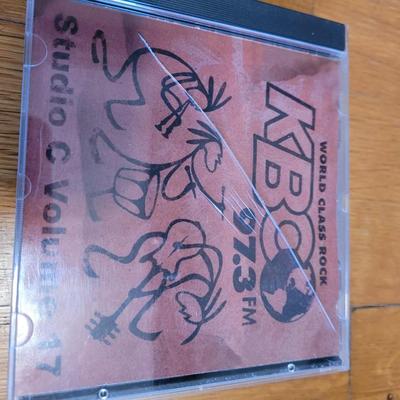 WORLD CLASS ROCK
KBCO
97.3 FM
Studio C Volume 17